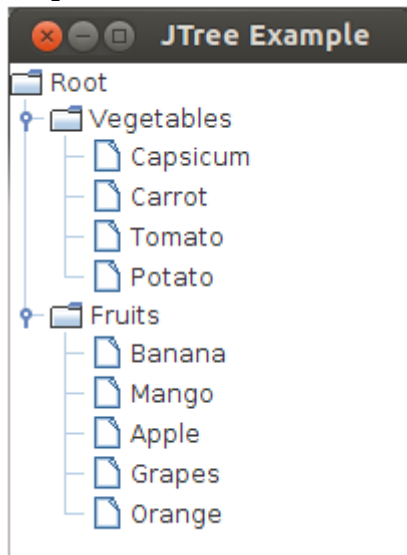 JTree Example
Root
Vegetables
Capsicum
Carrot
Tomato
Potato
Fruits
Banana
Mango
Apple
Grapes
Orange